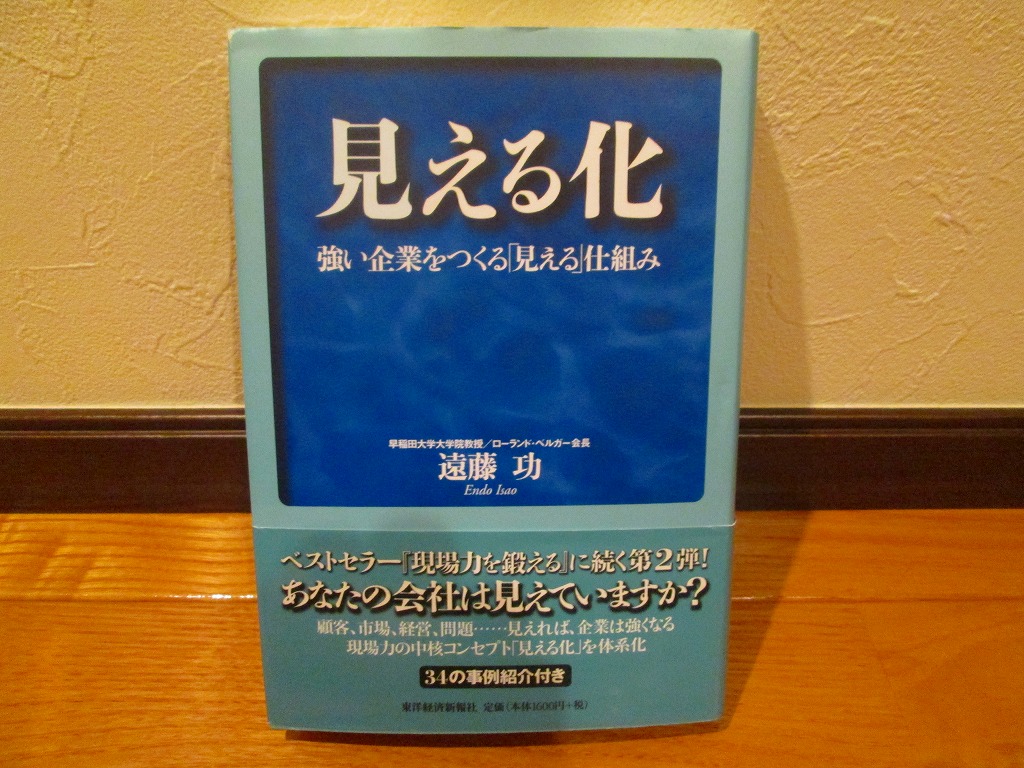 見える化
強い企業をつくる「見える」仕組み
早稲田大学大学院教授／ローランド・ベルガー会長
遠藤 功
Endo Isao
ベストセラー『現場力を鍛える』に続く第2弾！
あなたの会社は見えていますか？
顧客、市場、経営、問題……見えれば、企業は強くなる
現場力の中核コンセプト「見える化」を体系化
34の事例紹介付き
東洋経済新報社 定価（本体1600円+税）